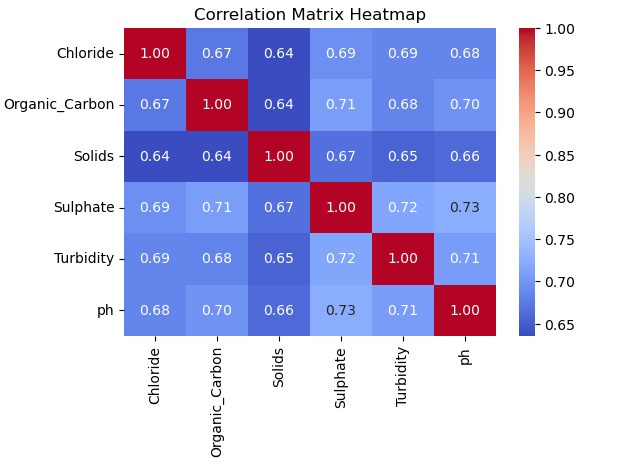 Correlation Matrix Heatmap
Chloride 1.00 0.67 0.64 0.69 0.69 0.68
Organic_Carbon 0.67 1.00 0.64 0.71 0.68 0.70
Solids 0.64 0.64 1.00 0.67 0.65 0.66
Sulphate 0.69 0.71 0.67 1.00 0.72 0.73
Turbidity 0.69 0.68 0.65 0.72 1.00 0.71
ph 0.68 0.70 0.66 0.73 0.71 1.00
Chloride
Organic_Carbon
Solids
Sulphate
Turbidity
ph
1.00
0.95
0.90
0.85
0.80
0.75
0.70
0.65